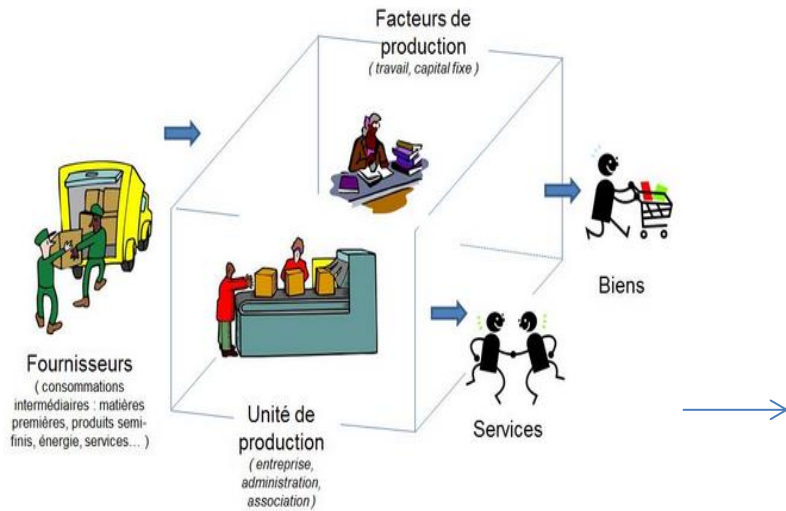 Facteurs de
production
( travail, capital fixe )
Biens
Fournisseurs
( consommations
intermédiaires : matières
premières, produits semi-
finis, énergie, services… )
Unité de
production
(entreprise,
administration,
association )
Services